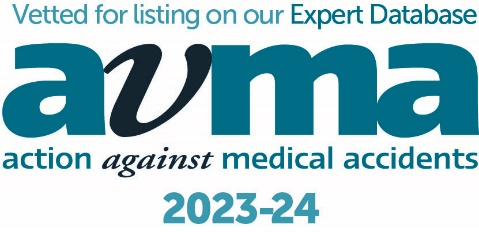 Vetted for listing on our Expert Database
avma
action against medical accidents
2023-24